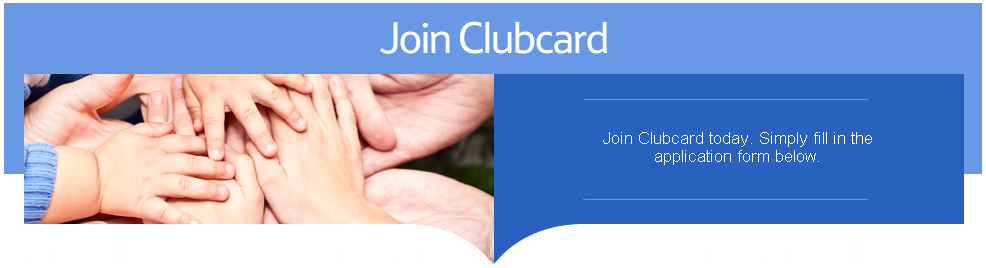 Join Clubcard
Join Clubcard today. Simply fill in the
application form below.